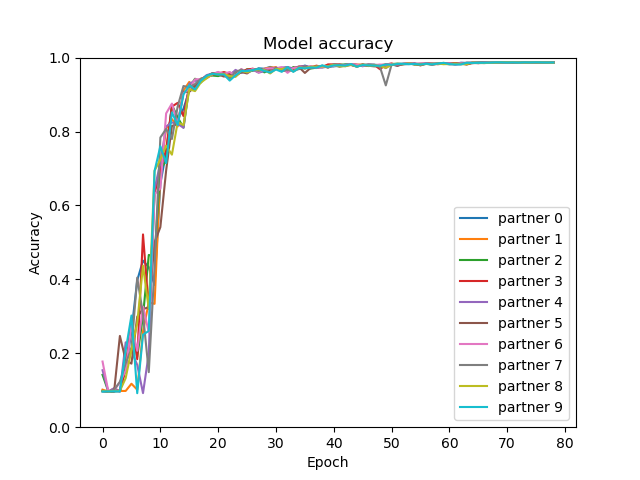 Model accuracy
1.0
0.8
0.6
0.4
0.2
0.0
Accuracy
0 10 20 30 40 50 60 70 80
Epoch
partner 0
partner 1
partner 2
partner 3
partner 4
partner 5
partner 6
partner 7
partner 8
partner 9